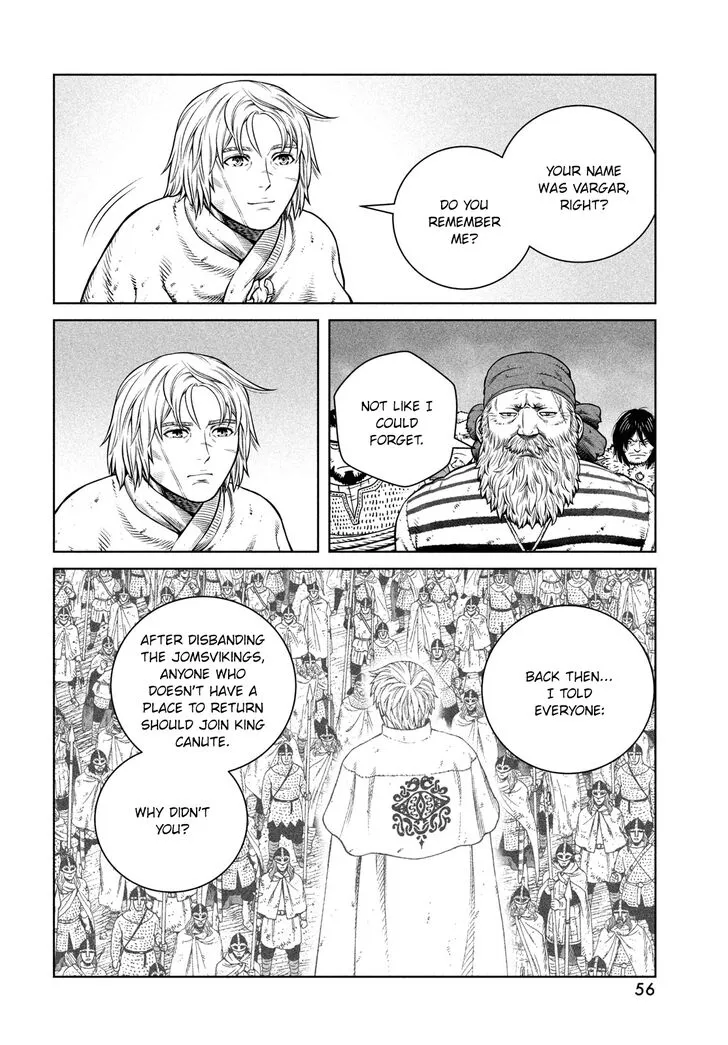 YOUR NAME
WAS VARGAR,
RIGHT?
DO YOU
REMEMBER
ME?
NOT LIKE I
COULD
FORGET.
BACK THEN...
I TOLD
EVERYONE:
AFTER DISBANDING
THE JOMSVIKINGS,
ANYONE WHO
DOESN'T HAVE A
PLACE TO RETURN
SHOULD JOIN KING
CANUTE.
WHY DIDN'T
YOU?
56